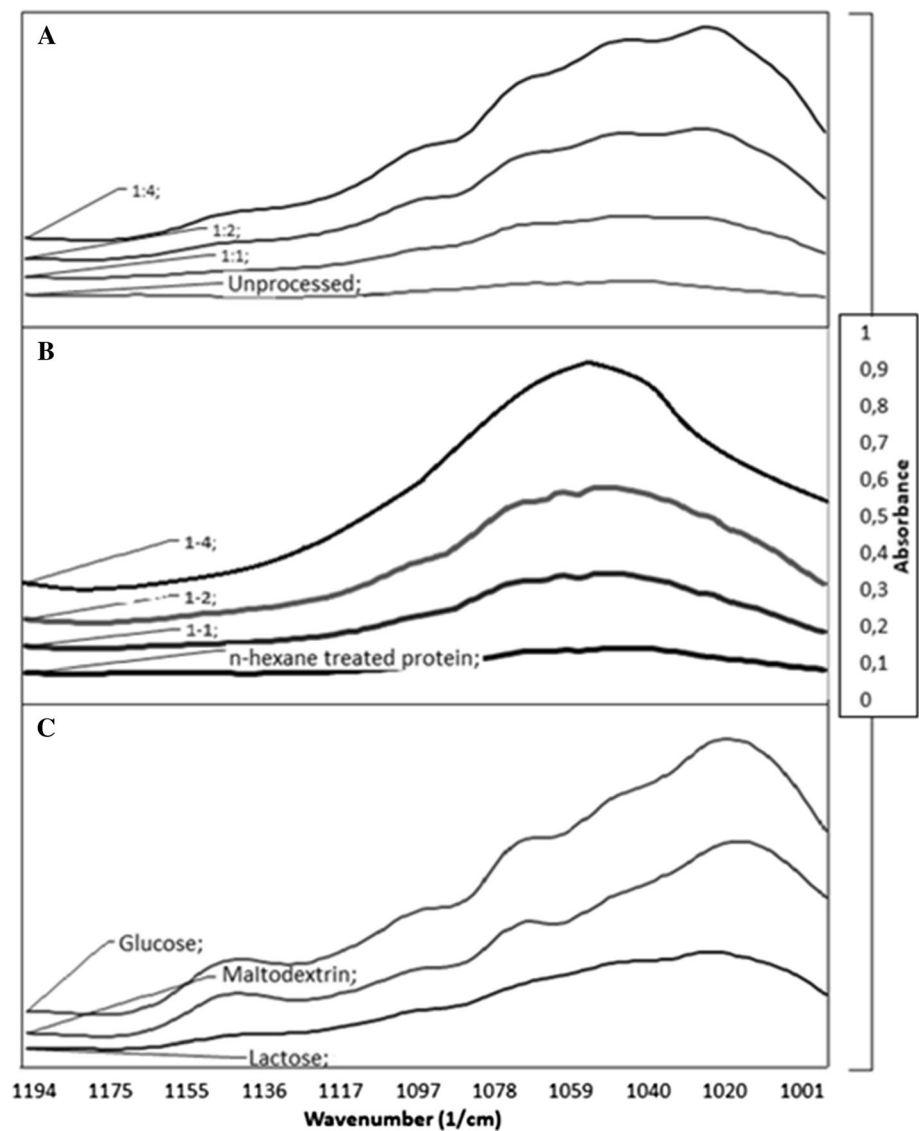 A
1:4;
1:2;
1:1;
Unprocessed;
B
1-4;
1-2;
1-1;
n-hexane treated protein;
1
0,9
0,8
0,7
0,6
0,5
0,4
0,3
0,2
0,1
0
Absorbance
C
Glucose;
Maltodextrin;
Lactose;
1194 1175 1155 1136 1117 1097 1078 1059 1040 1020 1001
Wavenumber (1/cm)